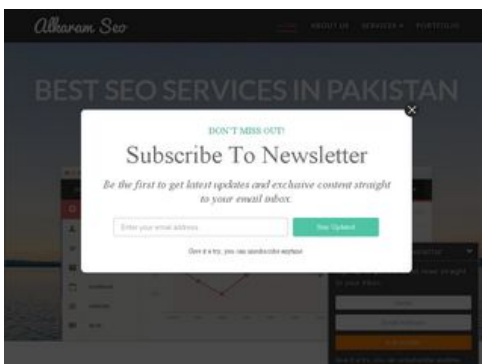 Alkaram Seo
ABOUT US SERVICES PORTFOLIO
BEST SEO SERVICES IN PAKISTAN
DON'T MISS OUT!
Subscribe To Newsletter
Be the first to get latest updates and exclusive content straight
to your email inbox.
Enter your email address
Stay Updated
Give it a try, you can unsubscribe anytime